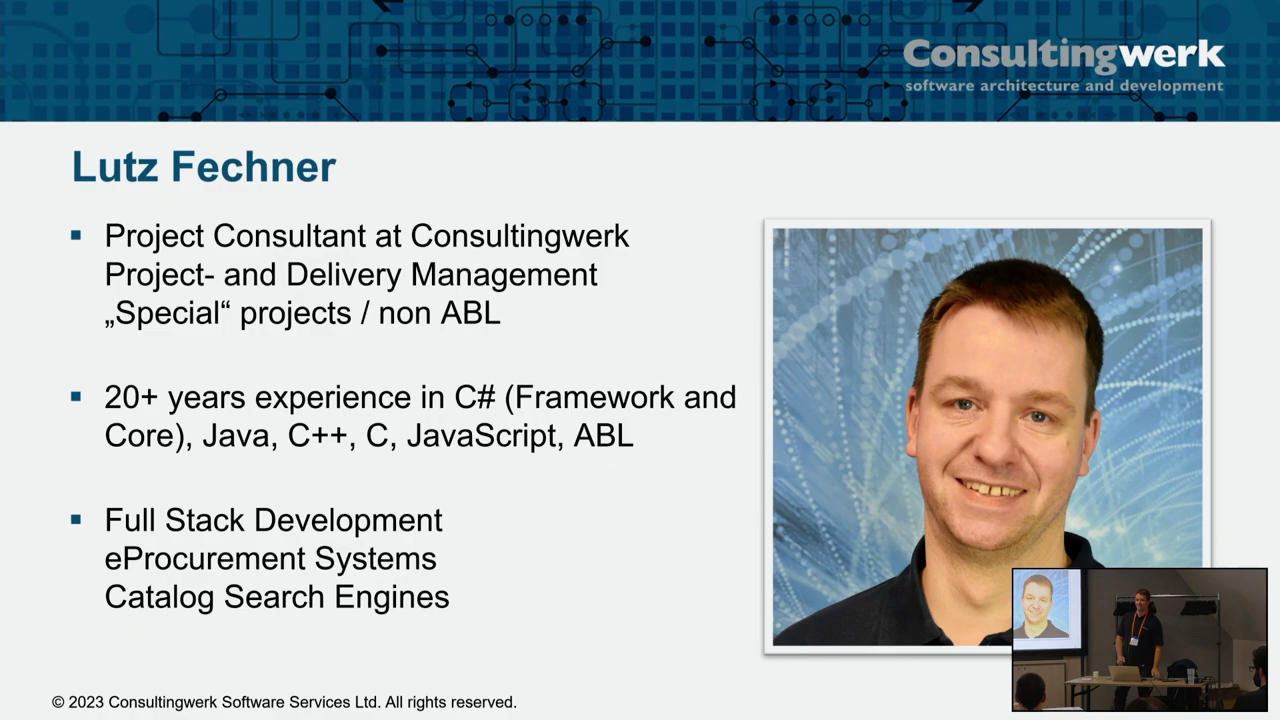 Consultingwerk
software architecture and development
Lutz Fechner
Project Consultant at Consultingwerk
Project- and Delivery Management
„Special“ projects / non ABL
20+ years experience in C# (Framework and
Core), Java, C++, C, JavaScript, ABL
Full Stack Development
eProcurement Systems
Catalog Search Engines
© 2023 Consultingwerk Software Services Ltd. All rights reserved.